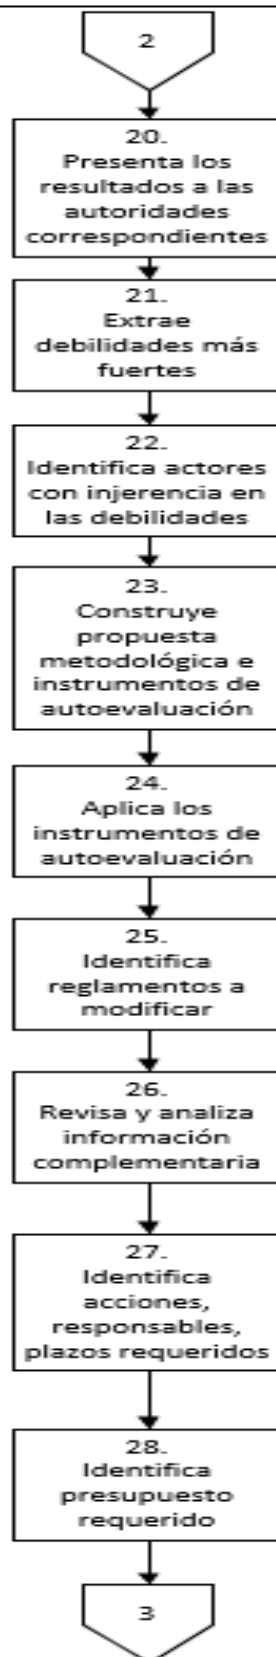 2
20.
Presenta los
resultados a las
autoridades
correspondientes
21.
Extrae
debilidades más
fuertes
22.
Identifica actores
con injerencia en
las debilidades
23.
Construye
propuesta
metodológica e
instrumentos de
autoevaluación
24.
Aplica los
instrumentos de
autoevaluación
25.
Identifica
reglamentos a
modificar
26.
Revisa y analiza
información
complementaria
27.
Identifica
acciones,
responsables,
plazos requeridos
28.
Identifica
presupuesto
requerido
3